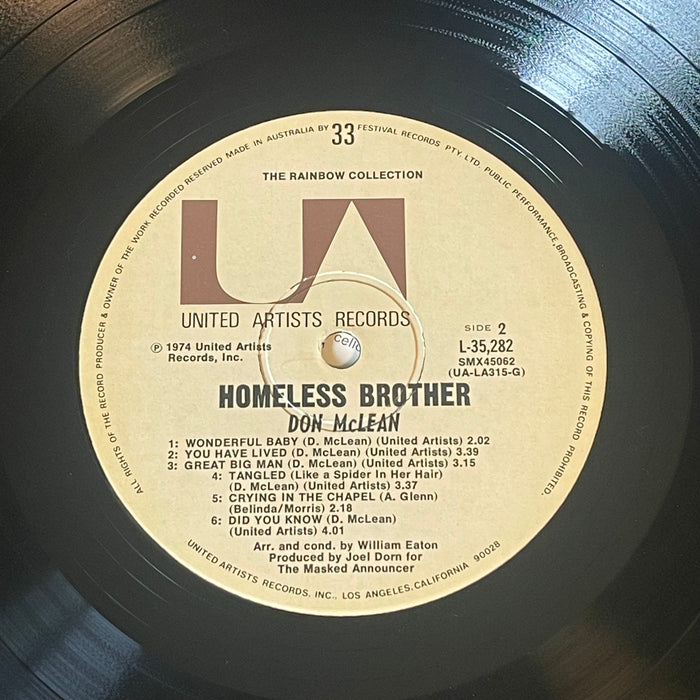 ALL RIGHTS OF THE RECORD PRODUCER & OWNER OF THE WORK RECORDED RESERVED MADE IN AUSTRALIA BY 33 FESTIVAL RECORDS PTY LTD. PUBLIC PERFORMANCE, BROADCASTING & COPYING OF THIS RECORD PROHIBITED.
THE RAINBOW COLLECTION
UA
UNITED ARTISTS RECORDS
℗ 1974 United Artists
Records, Inc.
cello
SIDE 2
L-35,282
SMX45062
(UA-LA315-G)
HOMELESS BROTHER
DON McLEAN
1: WONDERFUL BABY (D. McLean) (United Artists) 2.02
2: YOU HAVE LIVED (D. McLean) (United Artists) 3.39
3: GREAT BIG MAN (D. McLean) (United Artists) 3.15
4: TANGLED (Like a Spider in Her Hair)
(D. McLean) (United Artists) 3.37
5: CRYING IN THE CHAPEL (A. Glenn)
(Belinda/Morris) 2.18
6: DID YOU KNOW (D. McLean)
(United Artists) 4.01
Arr. and cond. by William Eaton
Produced by Joel Dorn for
The Masked Announcer
UNITED ARTISTS RECORDS, INC., LOS ANGELES, CALIFORNIA 90028